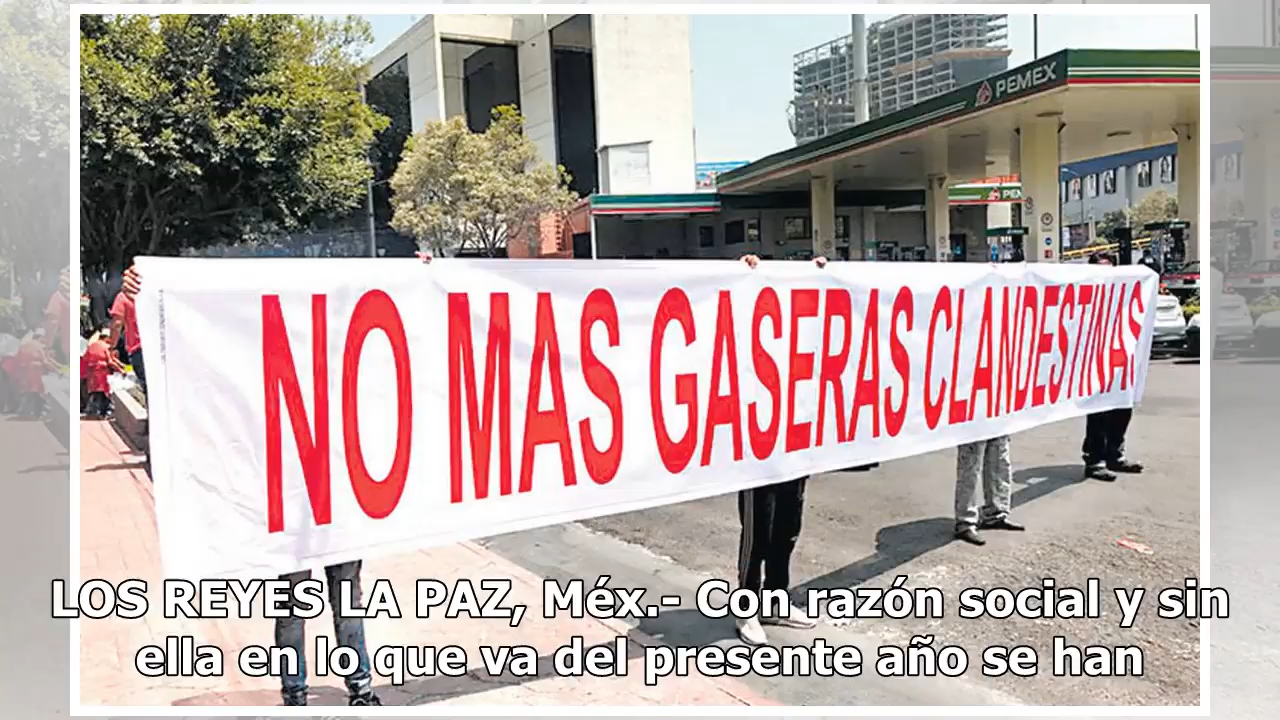 PEMEX
PEM
NO MAS GASERAS CLANDESTINAS
LOS REYES LA PAZ, Méx.- Con razón social y sin
ella en lo que va del presente año se han